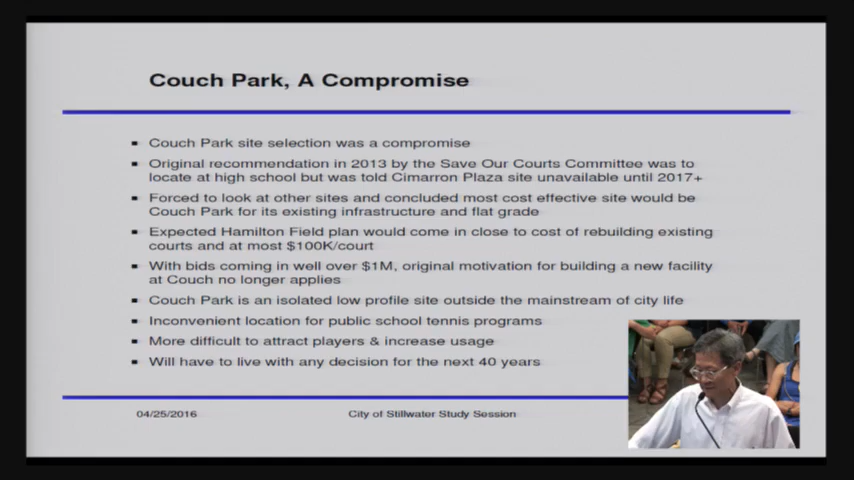 Couch Park, A Compromise
▪ Couch Park site selection was a compromise
▪ Original recommendation in 2013 by the Save Our Courts Committee was to
locate at high school but was told Cimarron Plaza site unavailable until 2017+
▪ Forced to look at other sites and concluded most cost effective site would be
Couch Park for its existing infrastructure and flat grade
▪ Expected Hamilton Field plan would come in close to cost of rebuilding existing
courts and at most $100K/court
▪ With bids coming in well over $1M, original motivation for building a new facility
at Couch no longer applies
▪ Couch Park is an isolated low profile site outside the mainstream of city life
▪ Inconvenient location for public school tennis programs
▪ More difficult to attract players & increase usage
▪ Will have to live with any decision for the next 40 years
04/25/2016 City of Stillwater Study Session